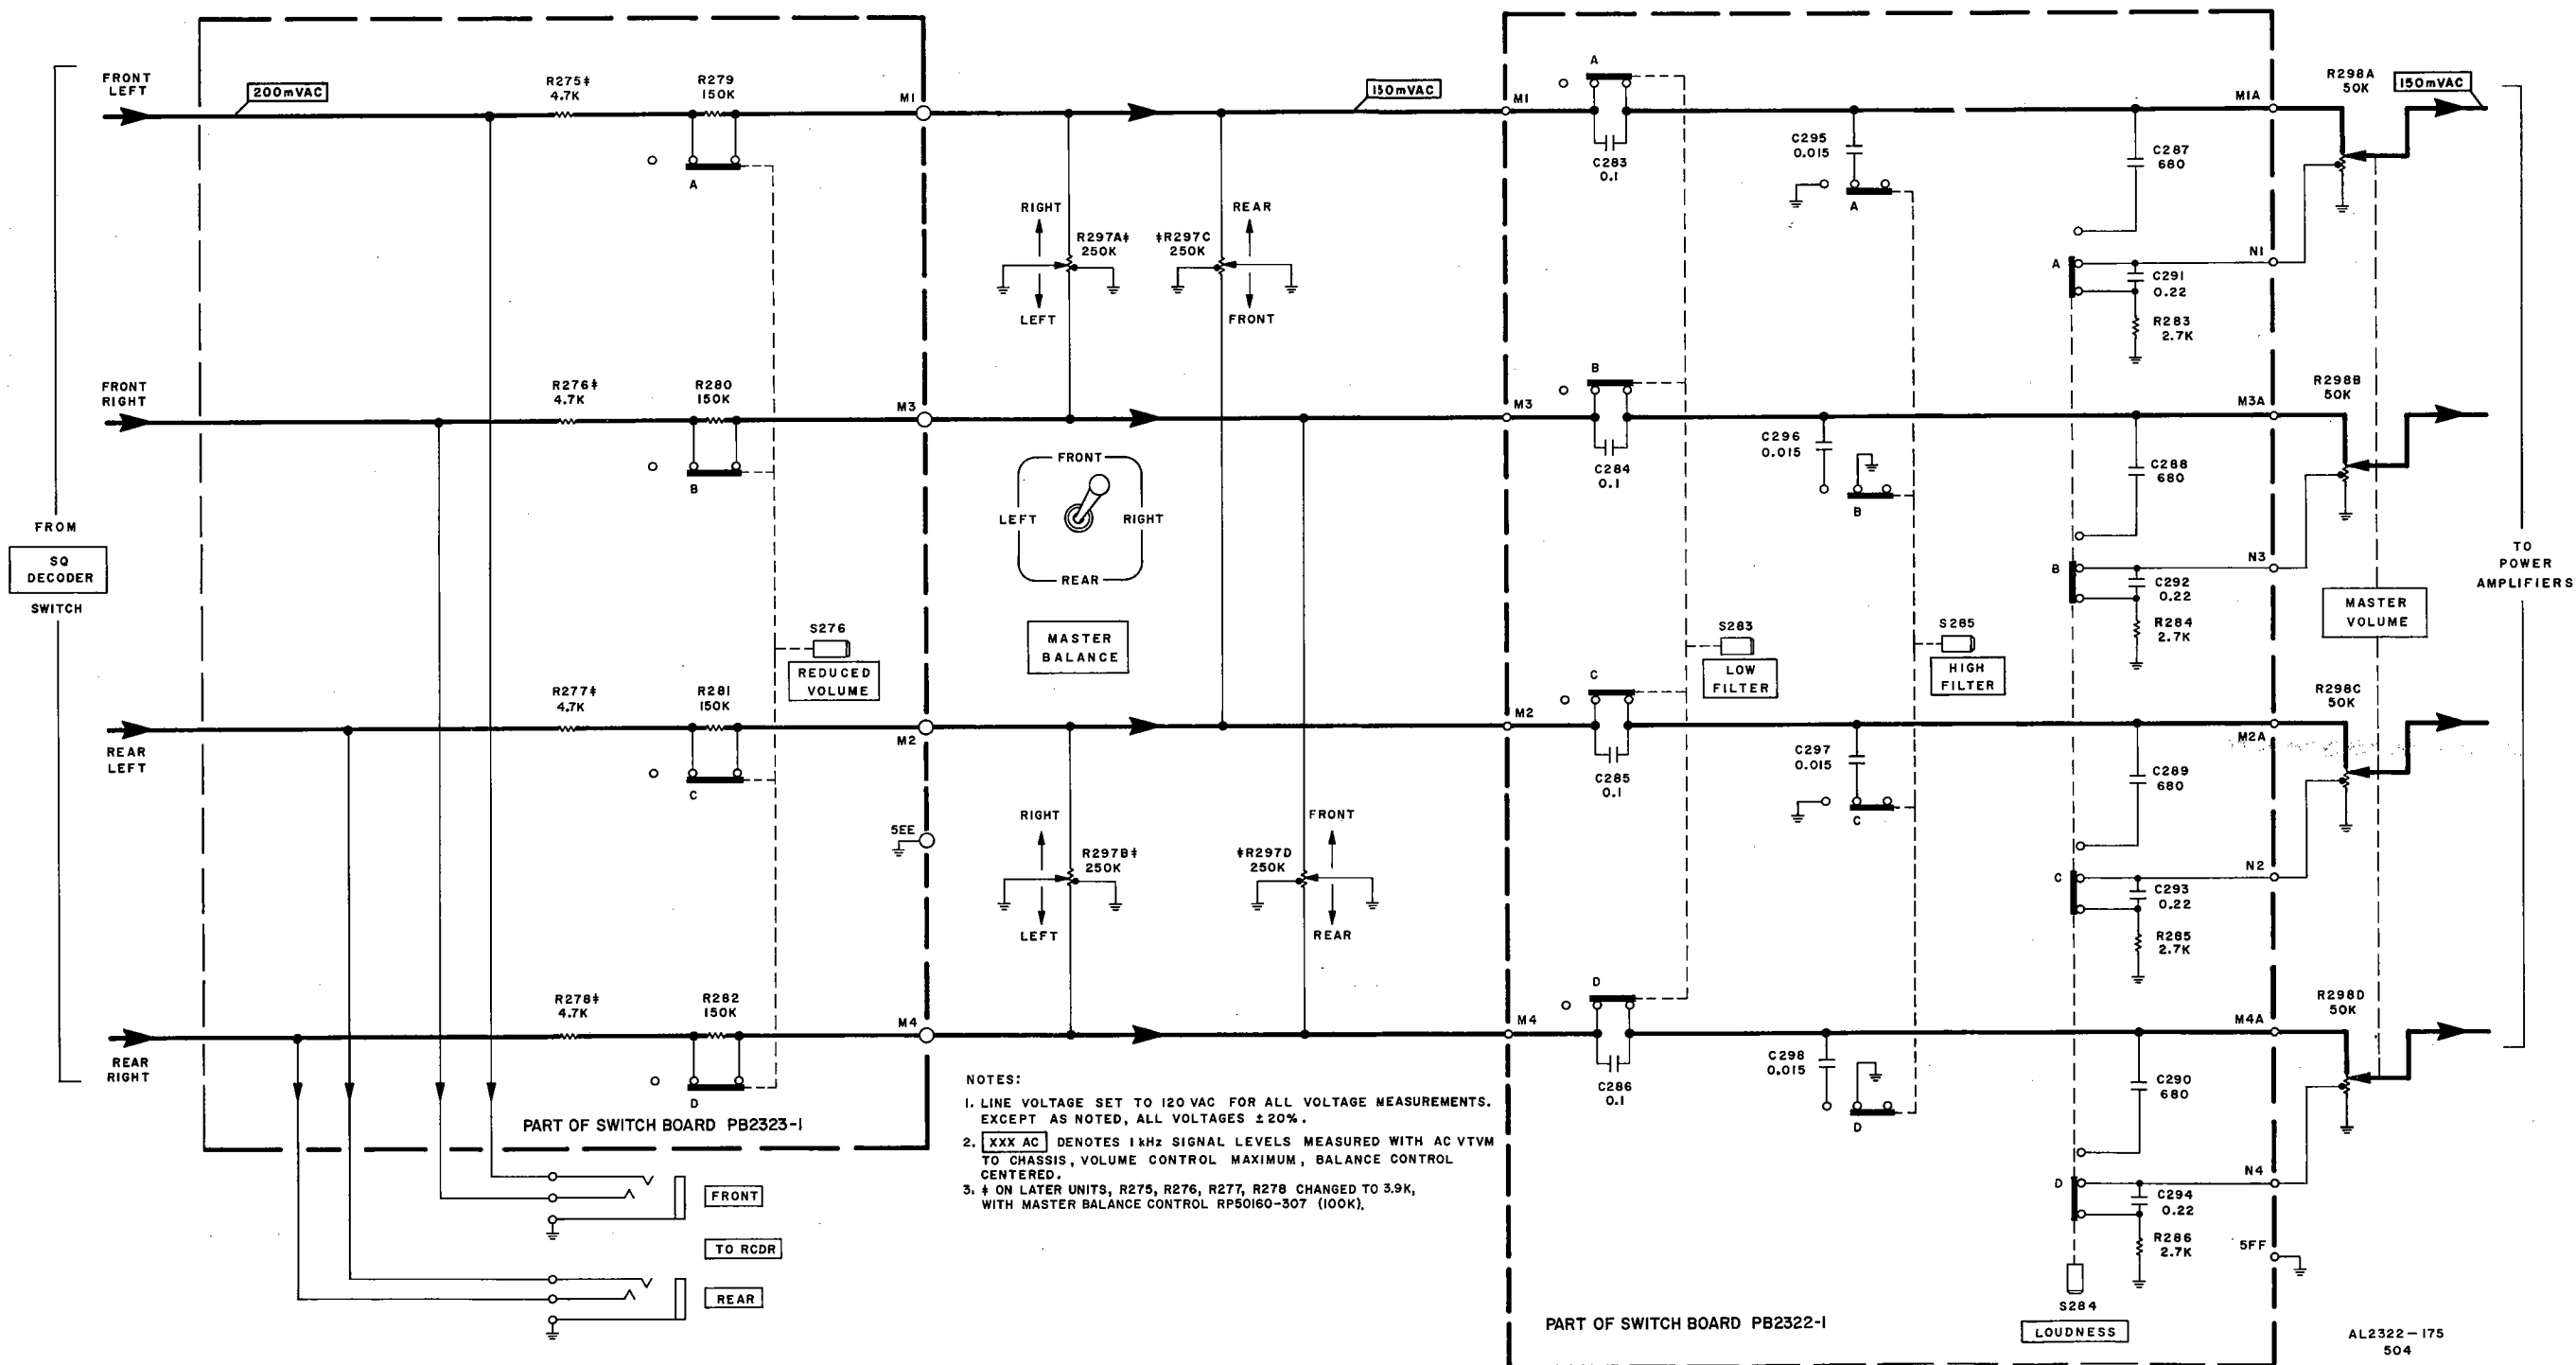 FRONT
LEFT
200mVAC
R275‡
4.7K
R279
150K
A
M1
150mVAC
M1
A
C283
0.1
C295
0.015
A
C287
680
M1A
R298A
50K
150mVAC
RIGHT
R297A‡
250K
LEFT
REAR
‡R297C
250K
FRONT
A
C291
0.22
R283
2.7K
N1
FRONT
RIGHT
R276‡
4.7K
R280
150K
B
M3
M3
B
C284
0.1
C296
0.015
B
C288
680
M3A
R298B
50K
FRONT
LEFT
RIGHT
REAR
MASTER
BALANCE
FROM
SQ
DECODER
SWITCH
S276
REDUCED
VOLUME
S283
LOW
FILTER
S285
HIGH
FILTER
B
C292
0.22
R284
2.7K
N3
MASTER
VOLUME
TO
POWER
AMPLIFIERS
REAR
LEFT
R277‡
4.7K
R281
150K
C
M2
M2
C
C285
0.1
C297
0.015
C
C289
680
M2A
R298C
50K
5EE
RIGHT
R297B‡
250K
LEFT
FRONT
‡R297D
250K
REAR
C
C293
0.22
R285
2.7K
N2
REAR
RIGHT
R278‡
4.7K
R282
150K
D
M4
M4
D
C286
0.1
C298
0.015
D
C290
680
M4A
R298D
50K
D
C294
0.22
R286
2.7K
N4
5FF
PART OF SWITCH BOARD PB2323-1
NOTES:
1. LINE VOLTAGE SET TO 120 VAC FOR ALL VOLTAGE MEASUREMENTS.
EXCEPT AS NOTED, ALL VOLTAGES ±20%.
2. XXX AC DENOTES 1kHz SIGNAL LEVELS MEASURED WITH AC VTVM
TO CHASSIS, VOLUME CONTROL MAXIMUM, BALANCE CONTROL
CENTERED.
3. ‡ ON LATER UNITS, R275, R276, R277, R278 CHANGED TO 3.9K,
WITH MASTER BALANCE CONTROL RP50160-307 (100K).
FRONT
TO RCDR
REAR
S284
LOUDNESS
PART OF SWITCH BOARD PB2322-1
AL2322-175
504